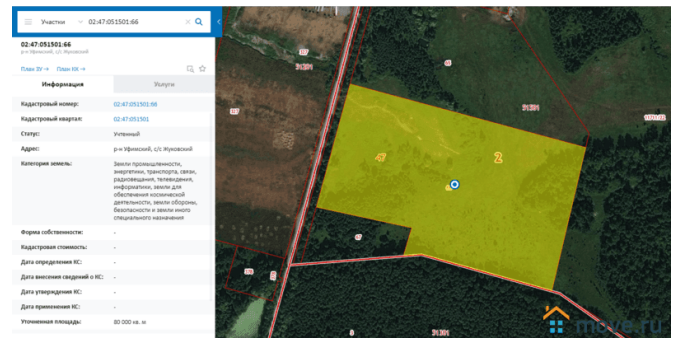 Участки 02:47:051501:66
02:47:051501:66
р-н Уфимский, с/с Жуковский
План ЗУ → План КК →
Информация Услуги
Кадастровый номер: 02:47:051501:66
Кадастровый квартал: 02:47:051501
Статус: Учтенный
Адрес: р-н Уфимский, с/с Жуковский
Категория земель: Земли промышленности,
энергетики, транспорта, связи,
радиовещания, телевидения,
информатики, земли для
обеспечения космической
деятельности, земли обороны,
безопасности и земли иного
специального назначения
Форма собственности: -
Кадастровая стоимость: -
Дата определения КС: -
Дата внесения сведений о КС: -
Дата утверждения КС: -
Дата применения КС: -
Уточненная площадь: 80 000 кв. м
2
67
move.ru